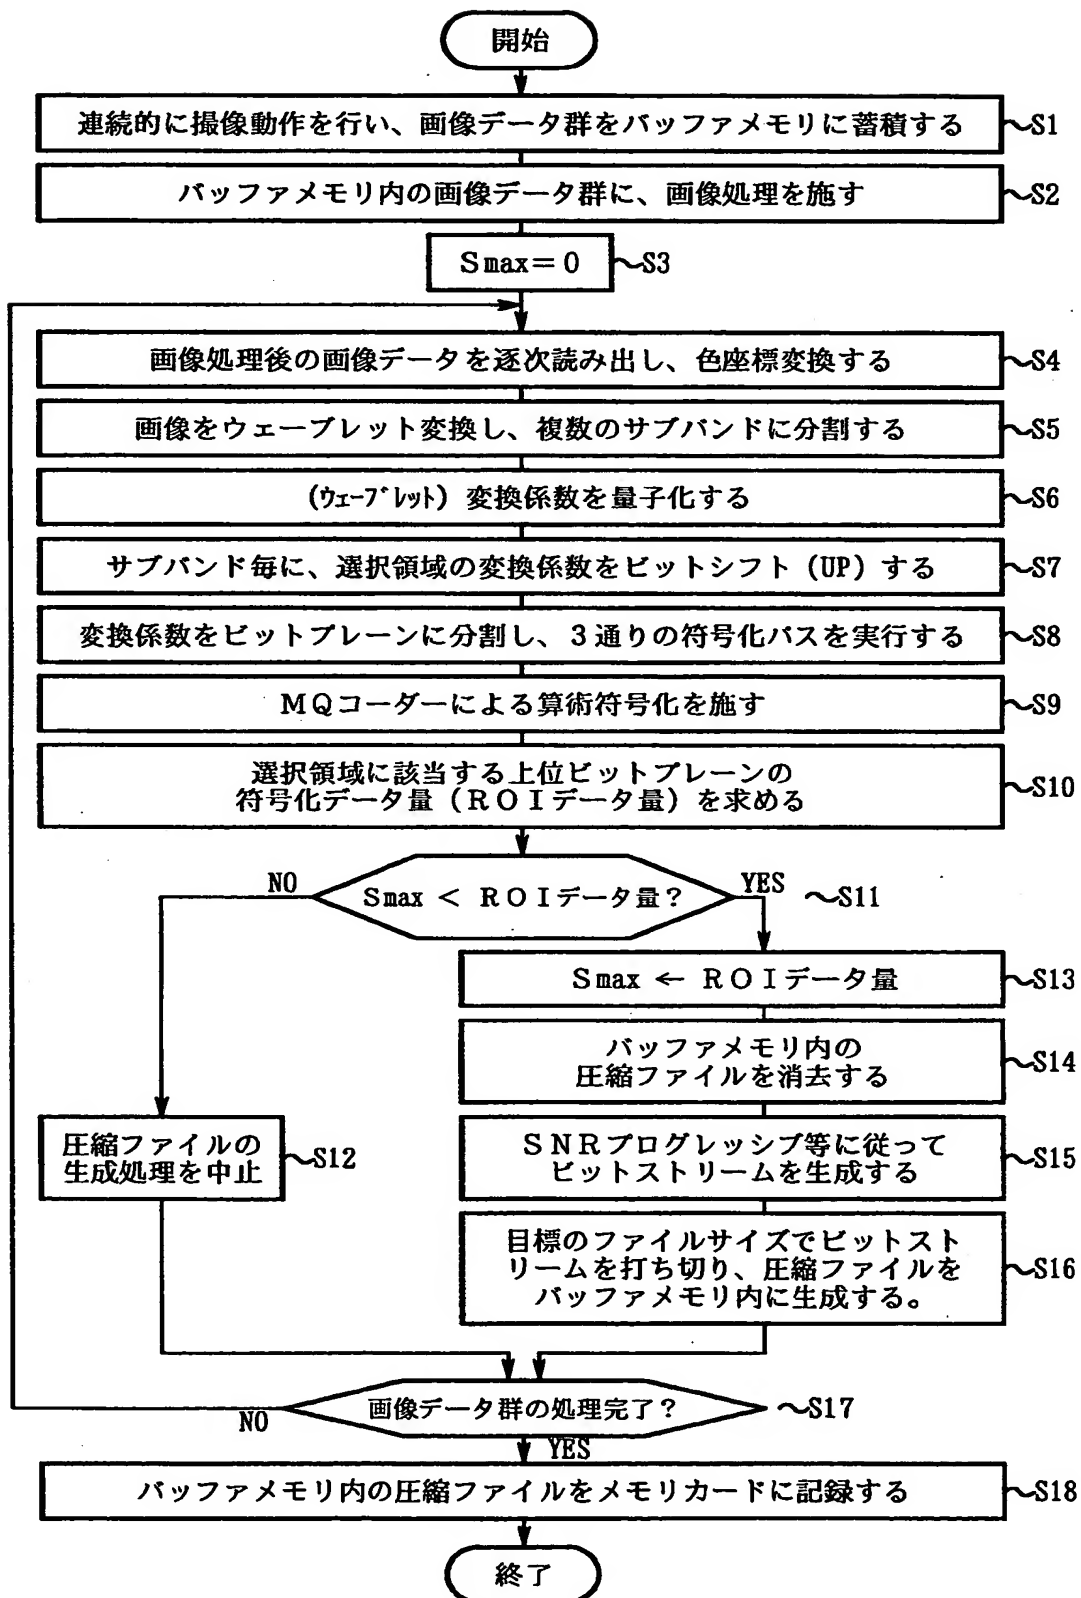 開始
連続的に撮像動作を行い、画像データ群をバッファメモリに蓄積する
~S1
バッファメモリ内の画像データ群に、画像処理を施す
~S2
Smax=0
~S3
画像処理後の画像データを逐次読み出し、色座標変換する
~S4
画像をウェーブレット変換し、複数のサブバンドに分割する
~S5
(ウェーブレット) 変換係数を量子化する
~S6
サブバンド毎に、選択領域の変換係数をビットシフト (UP) する
~S7
変換係数をビットプレーンに分割し、3通りの符号化パスを実行する
~S8
MQコーダーによる算術符号化を施す
~S9
選択領域に該当する上位ビットプレーンの
符号化データ量(ROIデータ量)を求める
~S10
NO
Smax < ROIデータ量?
YES
~S11
Smax ← ROIデータ量
~S13
バッファメモリ内の
圧縮ファイルを消去する
~S14
圧縮ファイルの
生成処理を中止
~S12
SNRプログレッシブ等に従って
ビットストリームを生成する
~S15
目標のファイルサイズでビットスト
リームを打ち切り、圧縮ファイルを
バッファメモリ内に生成する。
~S16
画像データ群の処理完了?
~S17
NO
YES
バッファメモリ内の圧縮ファイルをメモリカードに記録する
~S18
終了